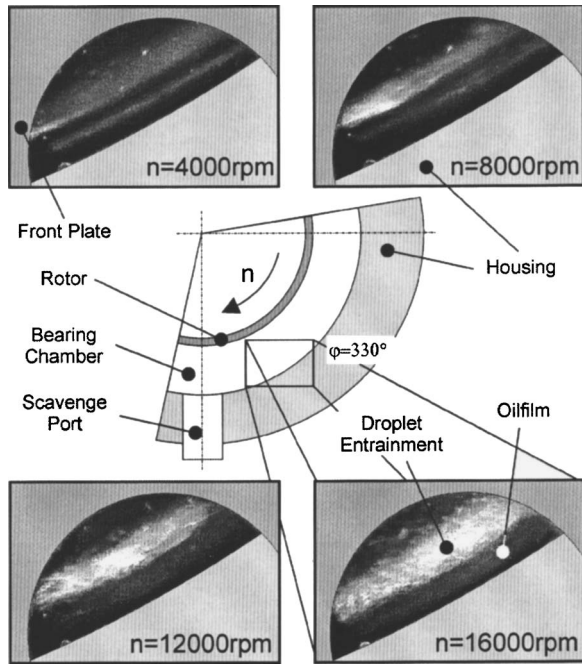 n=4000rpm
n=8000rpm
Front Plate
Housing
Rotor
n
Bearing
Chamber
φ=330°
Scavenge
Port
Droplet
Entrainment
Oilfilm
n=12000rpm
n=16000rpm